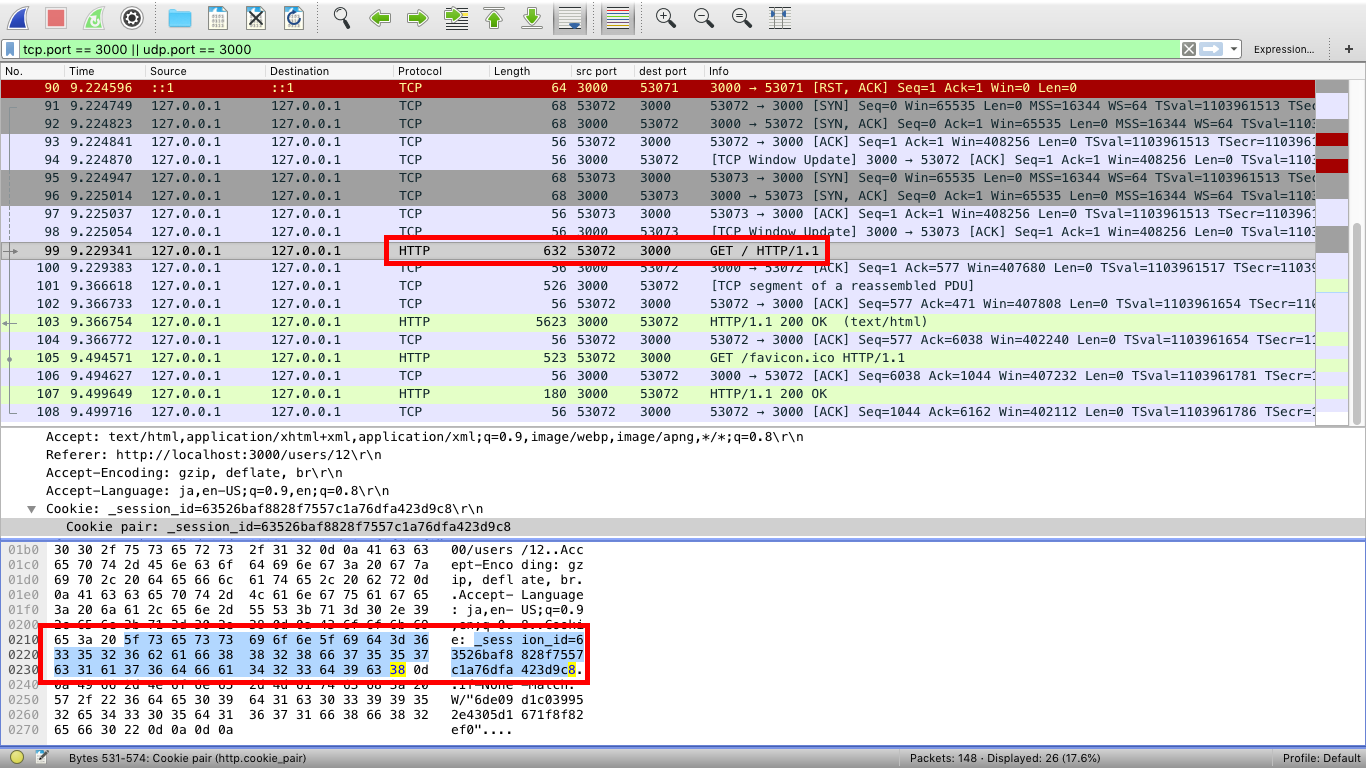 tcp.port == 3000 || udp.port == 3000 Expression… +
No. Time Source Destination Protocol Length src port dest port Info
90 9.224596 ::1 ::1 TCP 64 3000 53071 3000 → 53071 [RST, ACK] Seq=1 Ack=1 Win=0 Len=0
91 9.224749 127.0.0.1 127.0.0.1 TCP 68 53072 3000 53072 → 3000 [SYN] Seq=0 Win=65535 Len=0 MSS=16344 WS=64 TSval=1103961513 TSec
92 9.224823 127.0.0.1 127.0.0.1 TCP 68 3000 53072 3000 → 53072 [SYN, ACK] Seq=0 Ack=1 Win=65535 Len=0 MSS=16344 WS=64 TSval=1103
93 9.224841 127.0.0.1 127.0.0.1 TCP 56 53072 3000 53072 → 3000 [ACK] Seq=1 Ack=1 Win=408256 Len=0 TSval=1103961513 TSecr=1103961
94 9.224870 127.0.0.1 127.0.0.1 TCP 56 3000 53072 [TCP Window Update] 3000 → 53072 [ACK] Seq=1 Ack=1 Win=408256 Len=0 TSval=1103
95 9.224947 127.0.0.1 127.0.0.1 TCP 68 53073 3000 53073 → 3000 [SYN] Seq=0 Win=65535 Len=0 MSS=16344 WS=64 TSval=1103961513 TSec
96 9.225014 127.0.0.1 127.0.0.1 TCP 68 3000 53073 3000 → 53073 [SYN, ACK] Seq=0 Ack=1 Win=65535 Len=0 MSS=16344 WS=64 TSval=1103
97 9.225037 127.0.0.1 127.0.0.1 TCP 56 53073 3000 53073 → 3000 [ACK] Seq=1 Ack=1 Win=408256 Len=0 TSval=1103961513 TSecr=1103961
98 9.225054 127.0.0.1 127.0.0.1 TCP 56 3000 53073 [TCP Window Update] 3000 → 53073 [ACK] Seq=1 Ack=1 Win=408256 Len=0 TSval=1103
99 9.229341 127.0.0.1 127.0.0.1 HTTP 632 53072 3000 GET / HTTP/1.1
100 9.229383 127.0.0.1 127.0.0.1 TCP 56 3000 53072 3000 → 53072 [ACK] Seq=1 Ack=577 Win=407680 Len=0 TSval=1103961517 TSecr=11039
101 9.366618 127.0.0.1 127.0.0.1 TCP 526 3000 53072 [TCP segment of a reassembled PDU]
102 9.366733 127.0.0.1 127.0.0.1 TCP 56 53072 3000 53072 → 3000 [ACK] Seq=577 Ack=471 Win=407808 Len=0 TSval=1103961654 TSecr=110
103 9.366754 127.0.0.1 127.0.0.1 HTTP 5623 3000 53072 HTTP/1.1 200 OK (text/html)
104 9.366772 127.0.0.1 127.0.0.1 TCP 56 53072 3000 53072 → 3000 [ACK] Seq=577 Ack=6038 Win=402240 Len=0 TSval=1103961654 TSecr=1
105 9.494571 127.0.0.1 127.0.0.1 HTTP 523 53072 3000 GET /favicon.ico HTTP/1.1
106 9.494627 127.0.0.1 127.0.0.1 TCP 56 3000 53072 3000 → 53072 [ACK] Seq=6038 Ack=1044 Win=407232 Len=0 TSval=1103961781 TSecr=
107 9.499649 127.0.0.1 127.0.0.1 HTTP 180 3000 53072 HTTP/1.1 200 OK
108 9.499716 127.0.0.1 127.0.0.1 TCP 56 53072 3000 53072 → 3000 [ACK] Seq=1044 Ack=6162 Win=402112 Len=0 TSval=1103961786 TSecr=
Accept: text/html,application/xhtml+xml,application/xml;q=0.9,image/webp,image/apng,*/*;q=0.8\r\n
Referer: http://localhost:3000/users/12\r\n
Accept-Encoding: gzip, deflate, br\r\n
Accept-Language: ja,en-US;q=0.9,en;q=0.8\r\n
Cookie: _session_id=63526baf8828f7557c1a76dfa423d9c8\r\n
Cookie pair: _session_id=63526baf8828f7557c1a76dfa423d9c8
01b0 30 30 2f 75 73 65 72 73 2f 31 32 0d 0a 41 63 63 00/users /12..Acc
01c0 65 70 74 2d 45 6e 63 6f 64 69 6e 67 3a 20 67 7a ept-Enco ding: gz
01d0 69 70 2c 20 64 65 66 6c 61 74 65 2c 20 62 72 0d ip, defl ate, br.
01e0 0a 41 63 63 65 70 74 2d 4c 61 6e 67 75 61 67 65 .Accept- Language
01f0 3a 20 6a 61 2c 65 6e 2d 55 53 3b 71 3d 30 2e 39 : ja,en- US;q=0.9
0200 2c 65 6e 3b 71 3d 30 2e 38 0d 0a 43 6f 6f 6b 69 ,en;q=0. 8..Cooki
0210 65 3a 20 5f 73 65 73 73 69 6f 6e 5f 69 64 3d 36 e: _sess ion_id=6
0220 33 35 32 36 62 61 66 38 38 32 38 66 37 35 35 37 3526baf8 828f7557
0230 63 31 61 37 36 64 66 61 34 32 33 64 39 63 38 0d c1a76dfa 423d9c8.
0a 49 66 2d 4e 6f 6e 65 2d 4d 61 74 63 68 3a 20 .If-None -Match:
0250 57 2f 22 36 64 65 30 39 64 31 63 30 33 39 39 35 W/"6de09 d1c03995
0260 32 65 34 33 30 35 64 31 36 37 31 66 38 66 38 32 2e4305d1 671f8f82
0270 65 66 30 22 0d 0a 0d 0a ef0"....
Bytes 531-574: Cookie pair (http.cookie_pair) Packets: 148 · Displayed: 26 (17.6%) Profile: Default